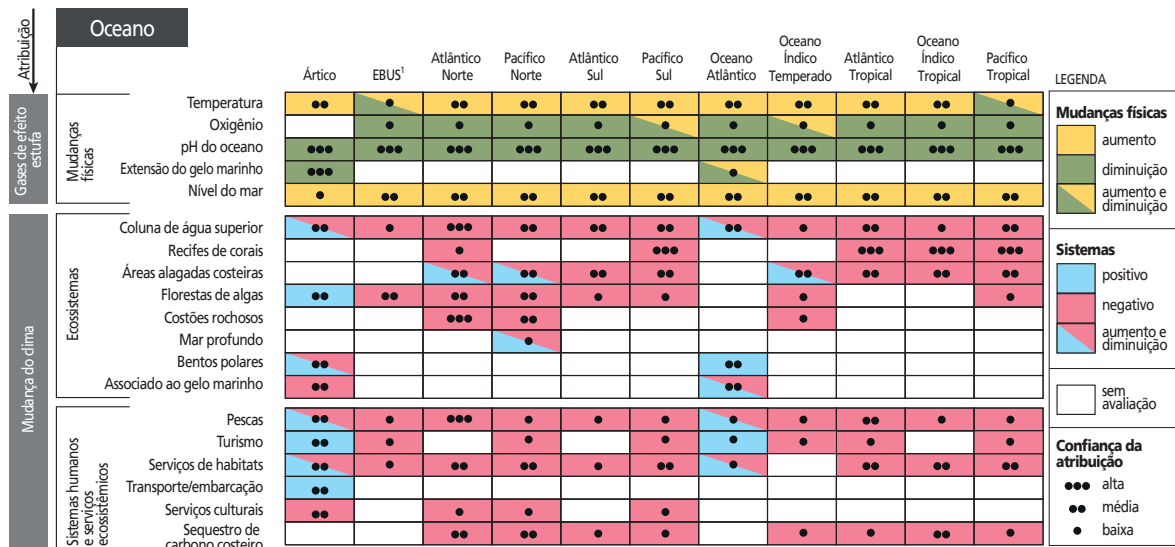 Oceano
Atribuição
Ártico
EBUS¹
Atlântico
Norte
Pacífico
Norte
Atlântico
Sul
Pacífico
Sul
Oceano
Atlântico
Oceano
Índico
Temperado
Atlântico
Tropical
Oceano
Índico
Tropical
Pacífico
Tropical
Gases de efeito
estufa
Mudanças
físicas
Temperatura
Oxigênio
pH do oceano
Extensão do gelo marinho
Nível do mar
Mudança do clima
Ecossistemas
Coluna de água superior
Recifes de corais
Áreas alagadas costeiras
Florestas de algas
Costões rochosos
Mar profundo
Bentos polares
Associado ao gelo marinho
Sistemas humanos
e serviços
ecossistêmicos
Pescas
Turismo
Serviços de habitats
Transporte/embarcação
Serviços culturais
Sequestro de
carbono costeiro
LEGENDA
Mudanças físicas
aumento
diminuição
aumento e
diminuição
Sistemas
positivo
negativo
aumento e
diminuição
sem
avaliação
Confiança da
atribuição
alta
média
baixa